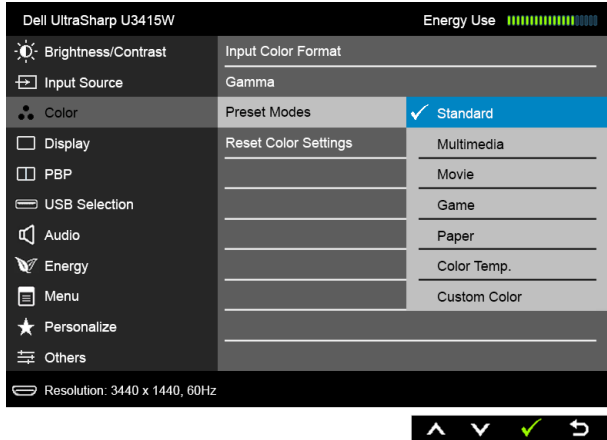 Dell UltraSharp U3415W
Energy Use
Brightness/Contrast
Input Source
Color
Display
PBP
USB Selection
Audio
Energy
Menu
Personalize
Others
Input Color Format
Gamma
Preset Modes
Reset Color Settings
Standard
Multimedia
Movie
Game
Paper
Color Temp.
Custom Color
Resolution: 3440 x 1440, 60Hz